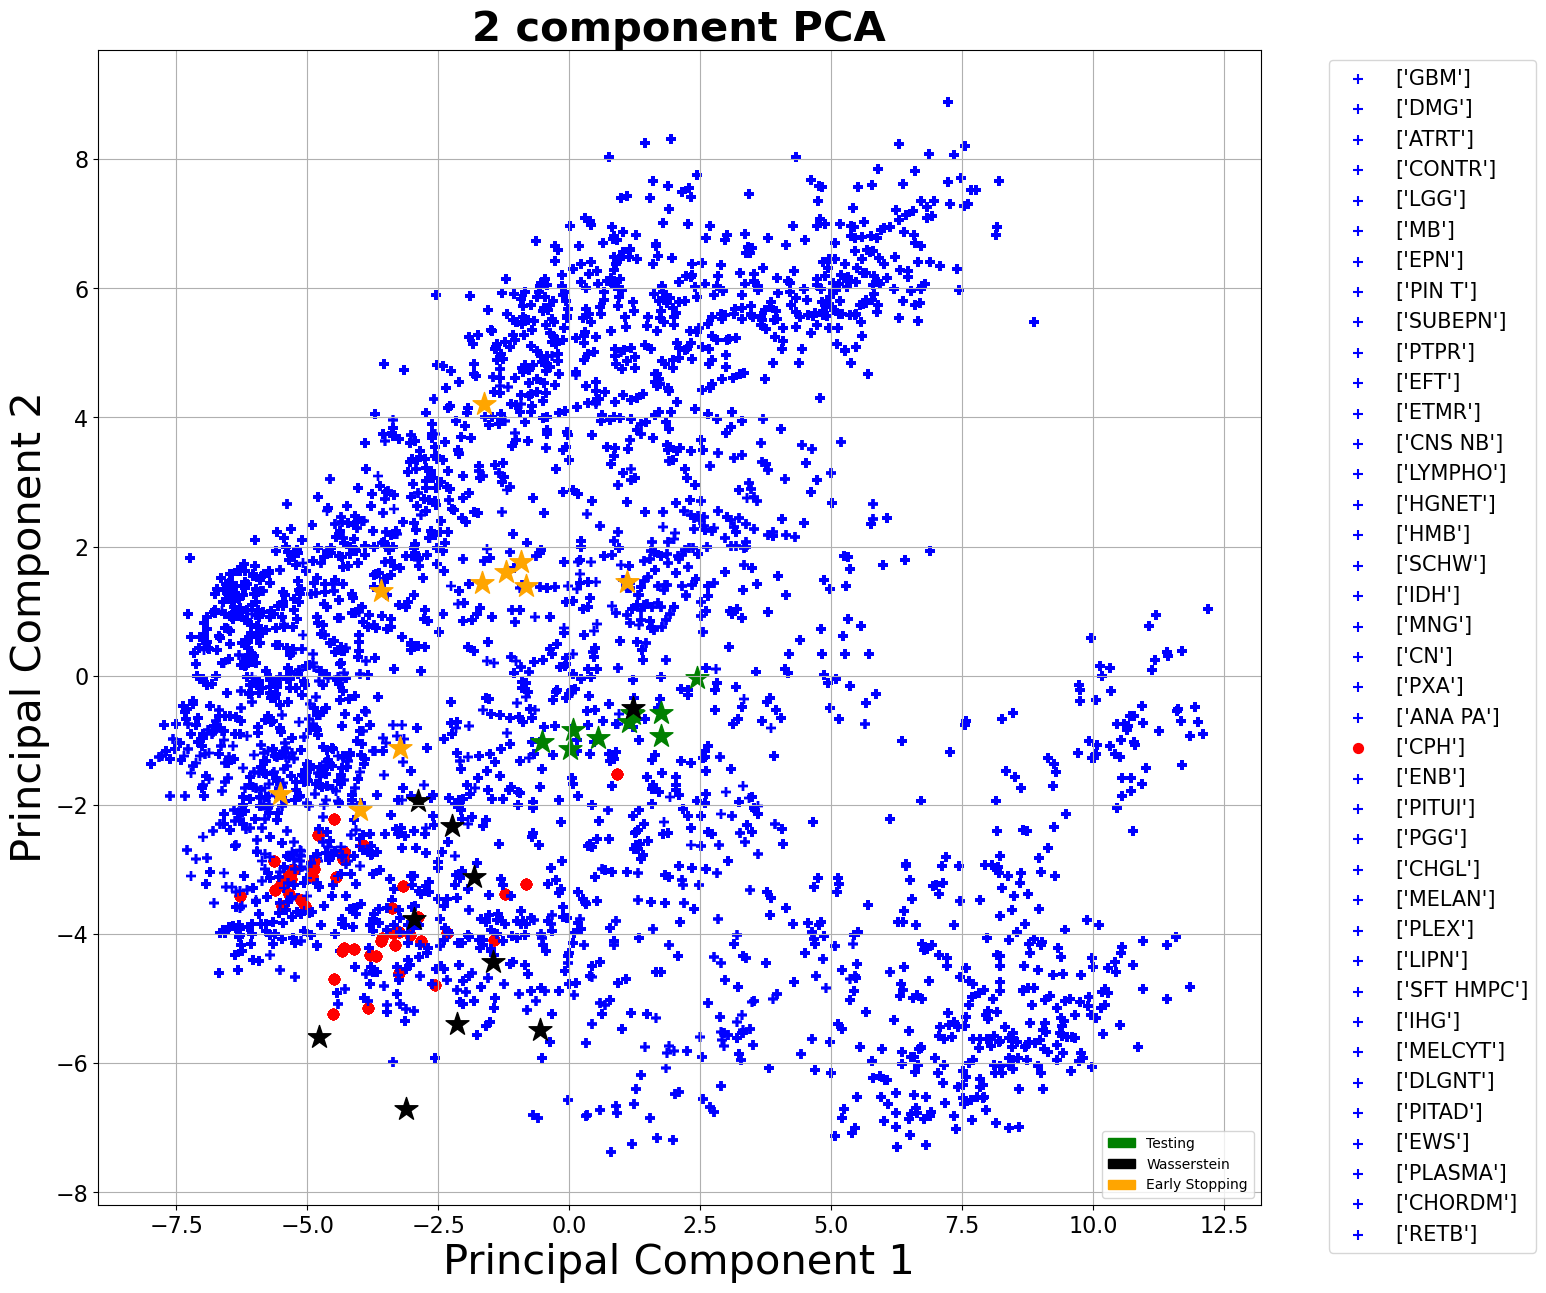 2 component PCA
Principal Component 2
8
6
4
2
0
−2
−4
−6
−8
−7.5 −5.0 −2.5 0.0 2.5 5.0 7.5 10.0 12.5
Principal Component 1
Testing
Wasserstein
Early Stopping
['GBM']
['DMG']
['ATRT']
['CONTR']
['LGG']
['MB']
['EPN']
['PIN T']
['SUBEPN']
['PTPR']
['EFT']
['ETMR']
['CNS NB']
['LYMPHO']
['HGNET']
['HMB']
['SCHW']
['IDH']
['MNG']
['CN']
['PXA']
['ANA PA']
['CPH']
['ENB']
['PITUI']
['PGG']
['CHGL']
['MELAN']
['PLEX']
['LIPN']
['SFT HMPC']
['IHG']
['MELCYT']
['DLGNT']
['PITAD']
['EWS']
['PLASMA']
['CHORDM']
['RETB']